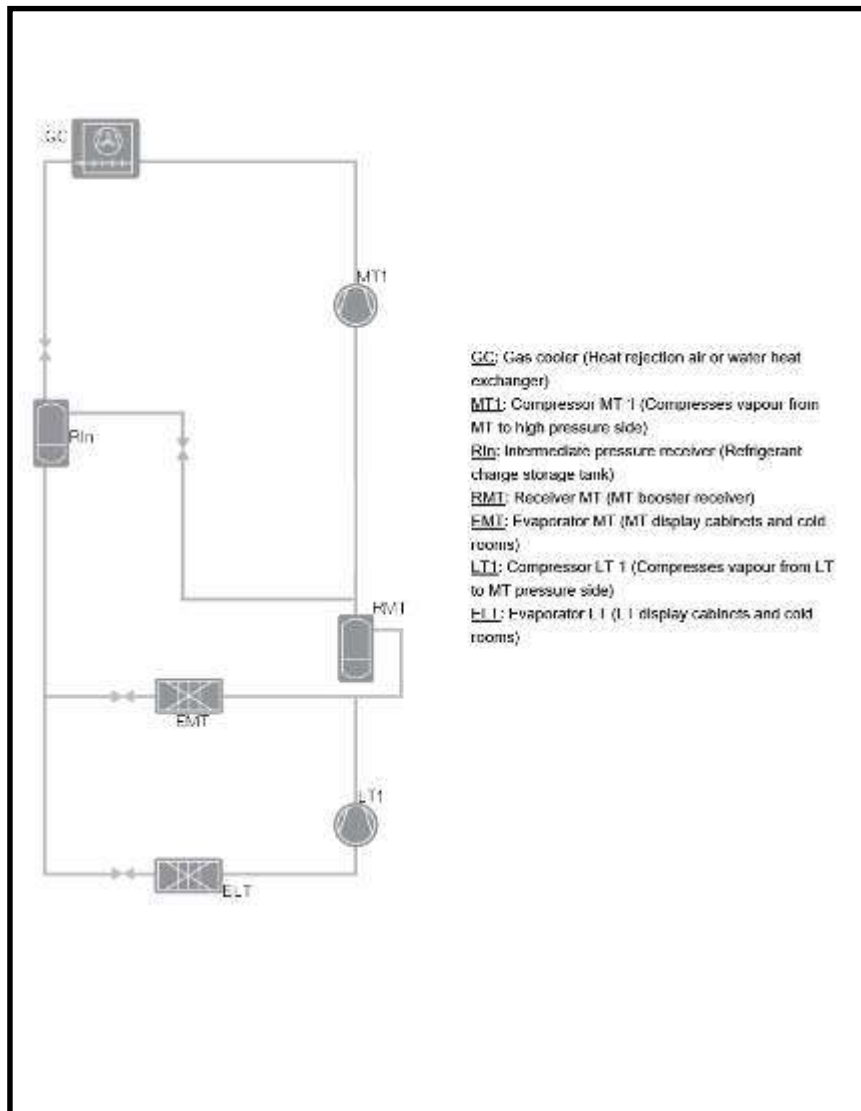 GC
MT1
GC: Gas cooler (Heat rejection air or water heat
exchanger)
MT1: Compressor MT 1 (Compresses vapour from
MT to high pressure side)
RIn: Intermediate pressure receiver (Refrigerant
charge storage tank)
RMT: Receiver MT (MT booster receiver)
EMT: Evaporator MT (MT display cabinets and cold
rooms)
LT1: Compressor LT 1 (Compresses vapour from LT
to MT pressure side)
ELT: Evaporator LT (LT display cabinets and cold
rooms)
RIn
RMT
EMT
LT1
ELT